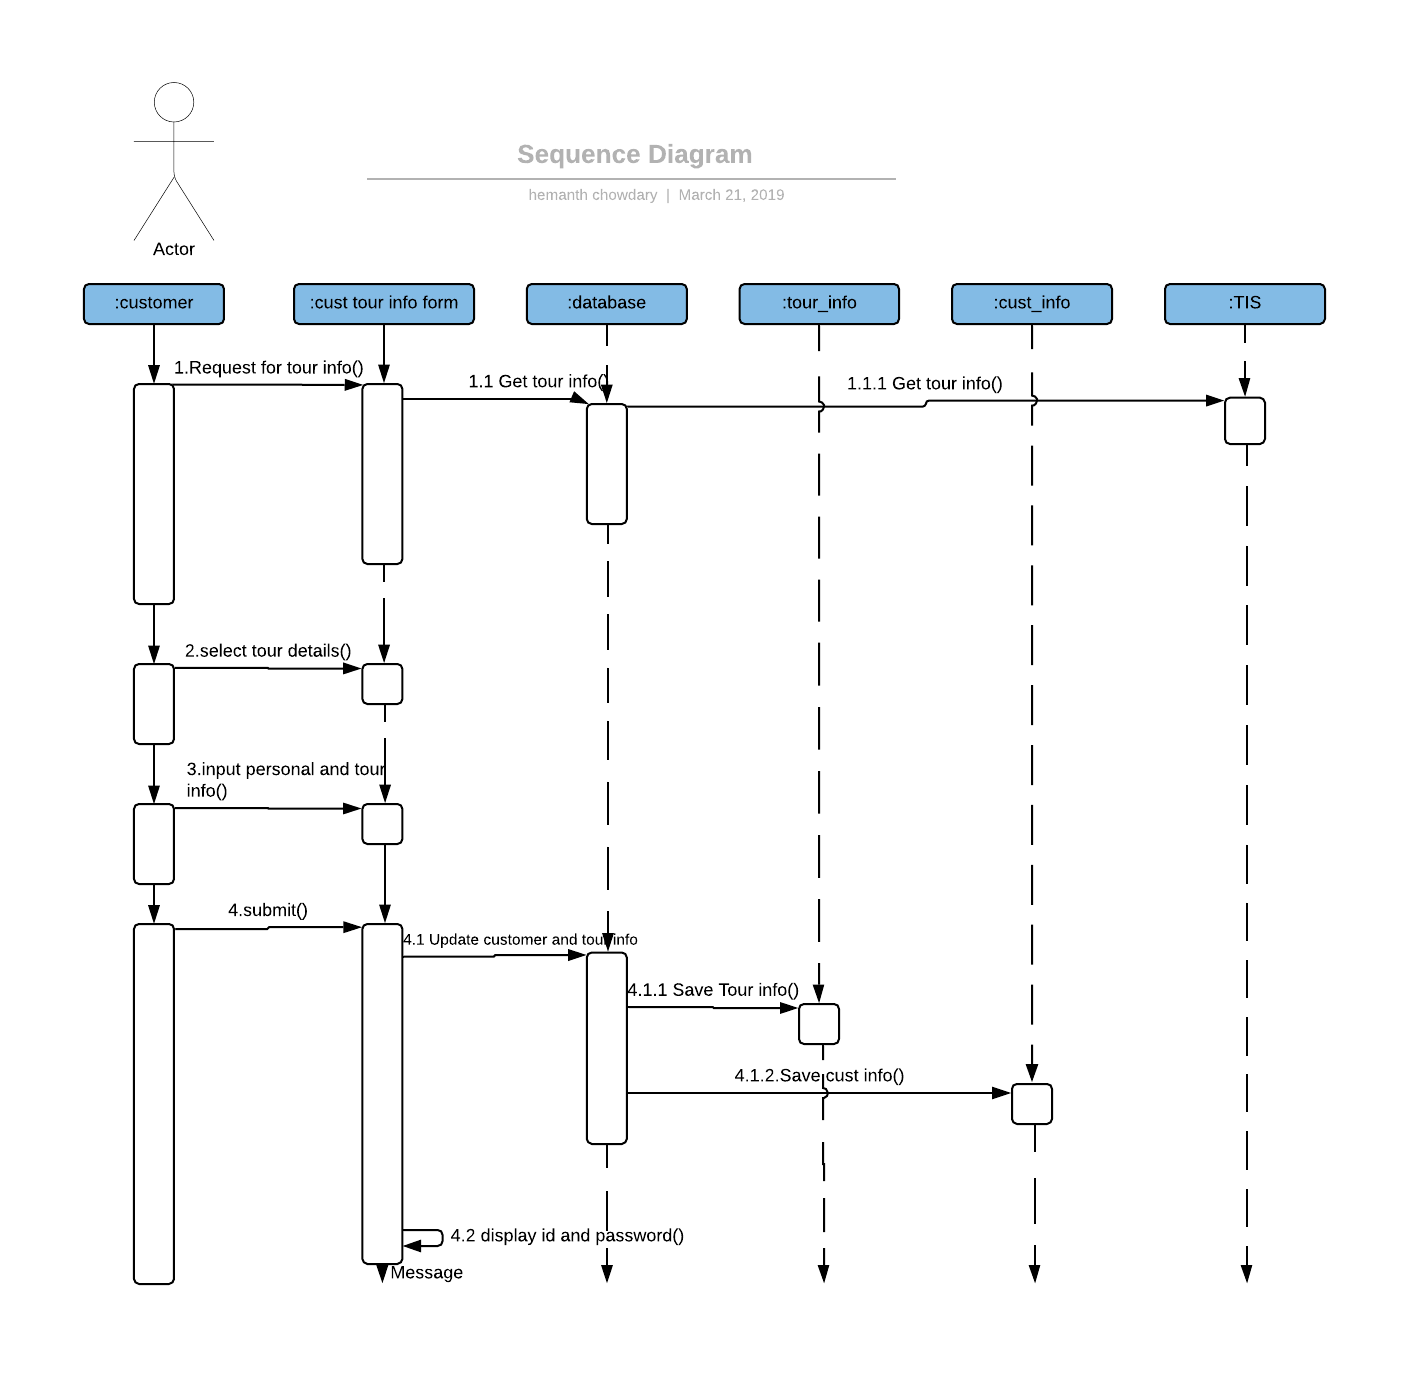 Sequence Diagram
hemanth chowdary | March 21, 2019
Actor
:customer
:cust tour info form
:database
:tour_info
:cust_info
:TIS
1.Request for tour info()
1.1 Get tour info()
1.1.1 Get tour info()
2.select tour details()
3.input personal and tour
info()
4.submit()
4.1 Update customer and tour info
4.1.1 Save Tour info()
4.1.2.Save cust info()
4.2 display id and password()
Message